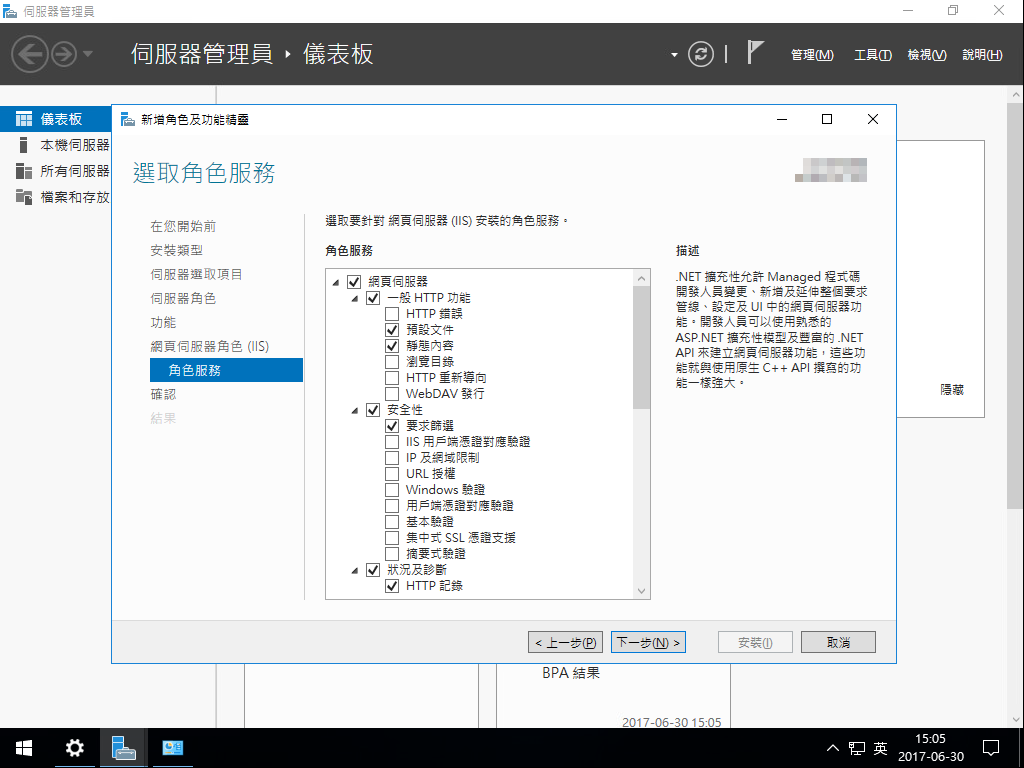 伺服器管理員
伺服器管理員 ‣ 儀表板
管理(M) 工具(T) 檢視(V) 說明(H)
儀表板
本機伺服器
所有伺服器
檔案和存放
新增角色及功能精靈
選取角色服務
在您開始前
安裝類型
伺服器選取項目
伺服器角色
功能
網頁伺服器角色 (IIS)
角色服務
確認
結果
選取要針對 網頁伺服器 (IIS) 安裝的角色服務。
角色服務
網頁伺服器
一般 HTTP 功能
HTTP 錯誤
預設文件
靜態內容
瀏覽目錄
HTTP 重新導向
WebDAV 發行
安全性
要求篩選
IIS 用戶端憑證對應驗證
IP 及網域限制
URL 授權
Windows 驗證
用戶端憑證對應驗證
基本驗證
集中式 SSL 憑證支援
摘要式驗證
狀況及診斷
HTTP 記錄
描述
.NET 擴充性允許 Managed 程式碼
開發人員變更、新增及延伸整個要求
管線、設定及 UI 中的網頁伺服器功
能。開發人員可以使用熟悉的
ASP.NET 擴充性模型及豐富的 .NET
API 來建立網頁伺服器功能，這些功
能就與使用原生 C++ API 撰寫的功
能一樣強大。
隱藏
< 上一步(P) 下一步(N) > 安裝(I) 取消
BPA 結果
2017-06-30 15:05
英
15:05
2017-06-30